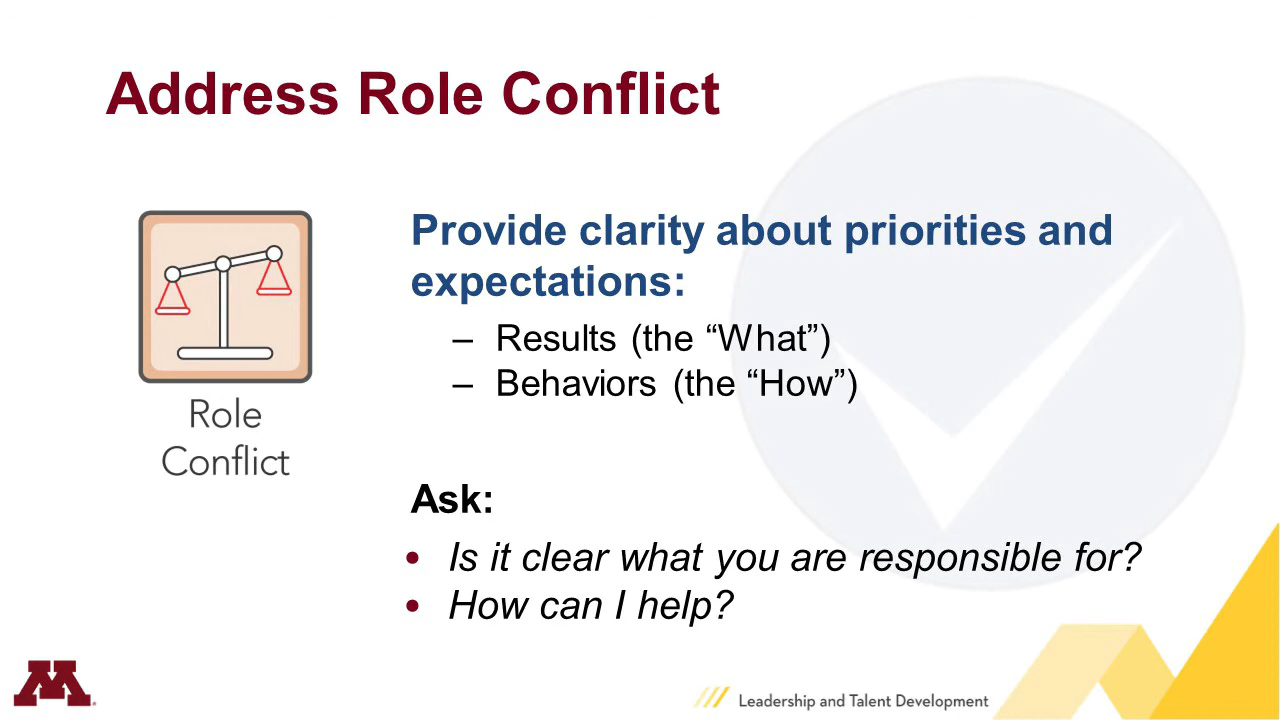 Address Role Conflict
Role
Conflict
Provide clarity about priorities and
expectations:
– Results (the “What”)
– Behaviors (the “How”)
Ask:
• Is it clear what you are responsible for?
• How can I help?
M
Leadership and Talent Development